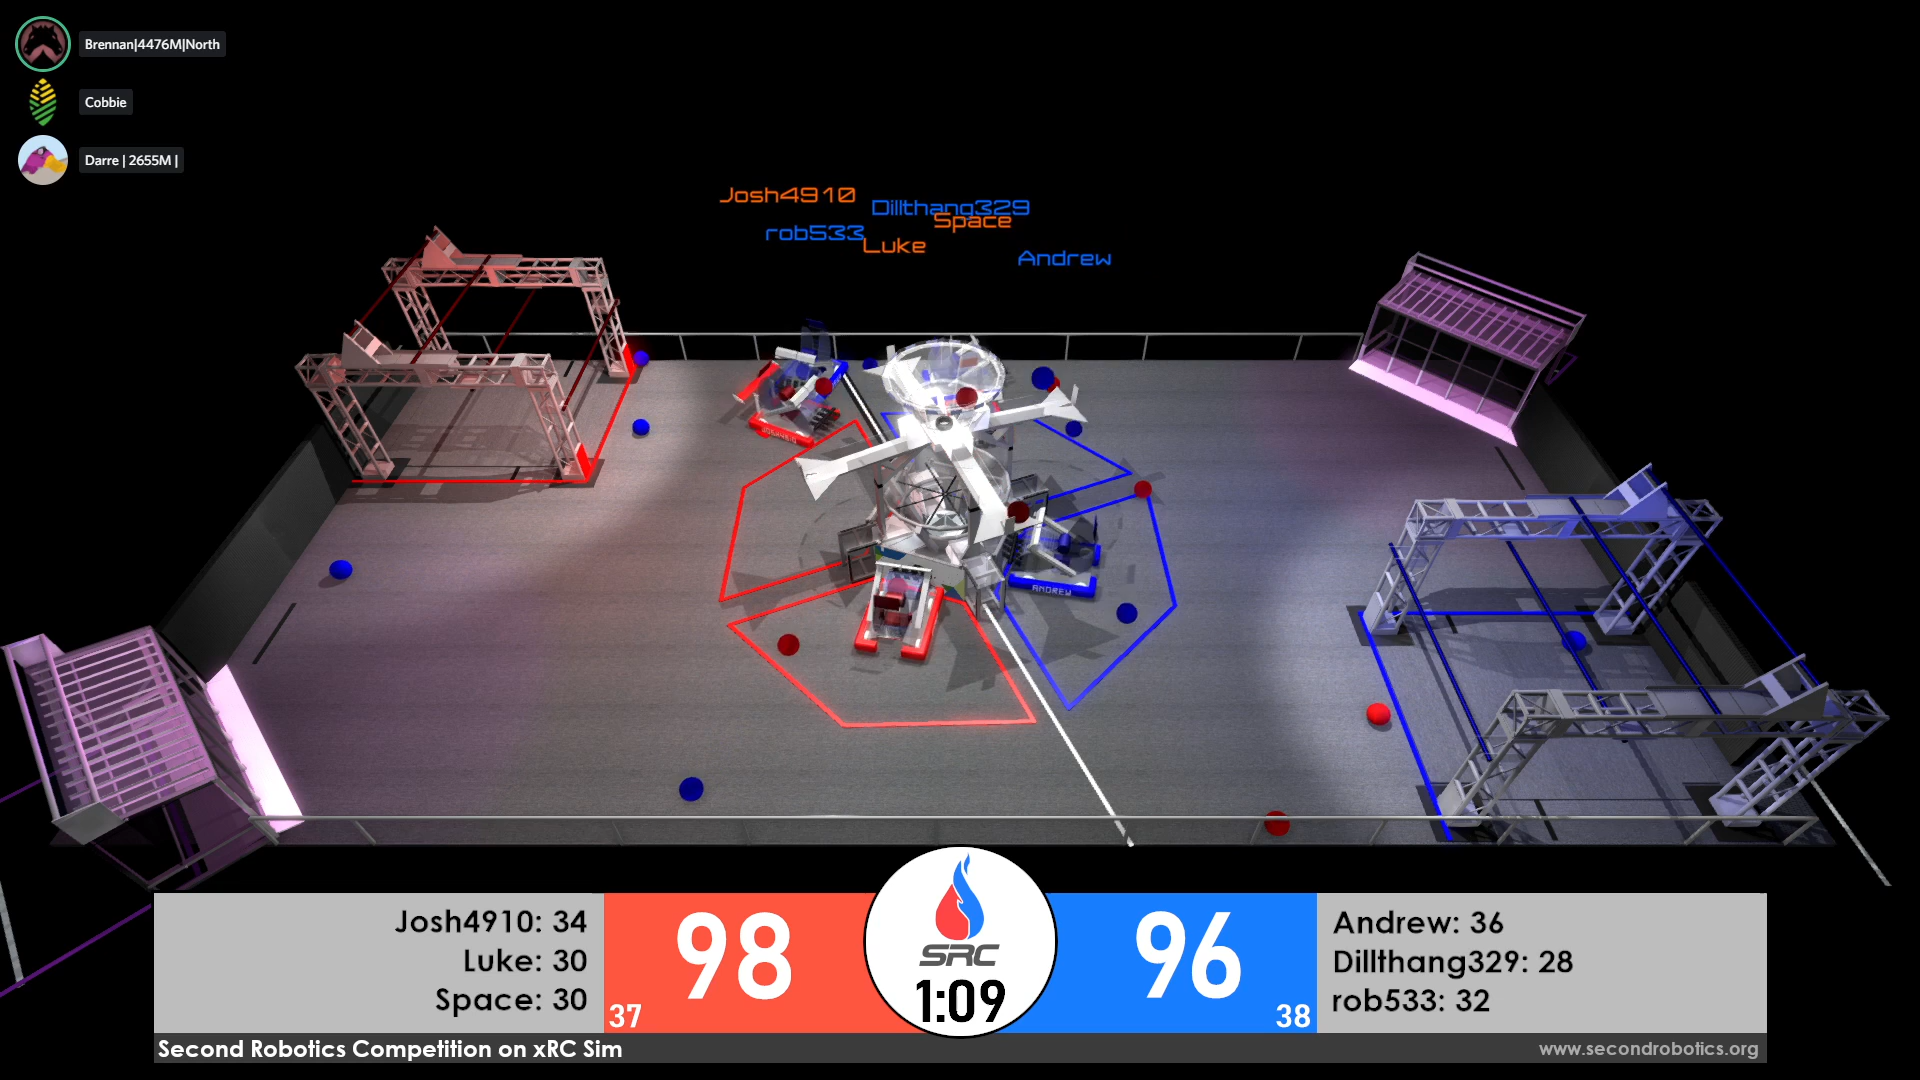 Brennan|4476M|North
Cobbie
Darre | 2655M |
Josh4910
Dillthang329
Space
rob533
Luke
Andrew
ANDREW
Josh4910: 34
Luke: 30
Space: 30
37
98
SRC
1:09
96
38
Andrew: 36
Dillthang329: 28
rob533: 32
Second Robotics Competition on xRC Sim
www.secondrobotics.org